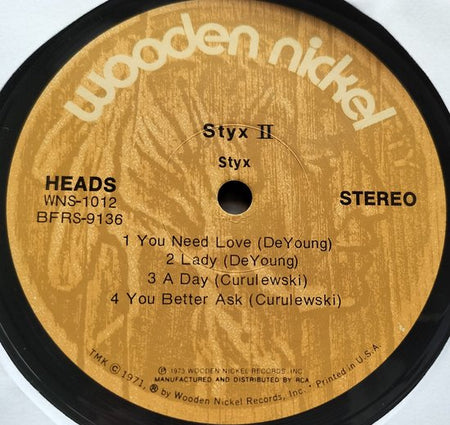 wooden nickel
Styx II
Styx
HEADS
WNS-1012
BFRS-9136
STEREO
1 You Need Love (DeYoung)
2 Lady (DeYoung)
3 A Day (Curulewski)
4 You Better Ask (Curulewski)
℗ 1973 WOODEN NICKEL RECORDS, INC.
MANUFACTURED AND DISTRIBUTED BY RCA
TMK © 1971, ® by Wooden Nickel Records, Inc., • Printed in U.S.A.